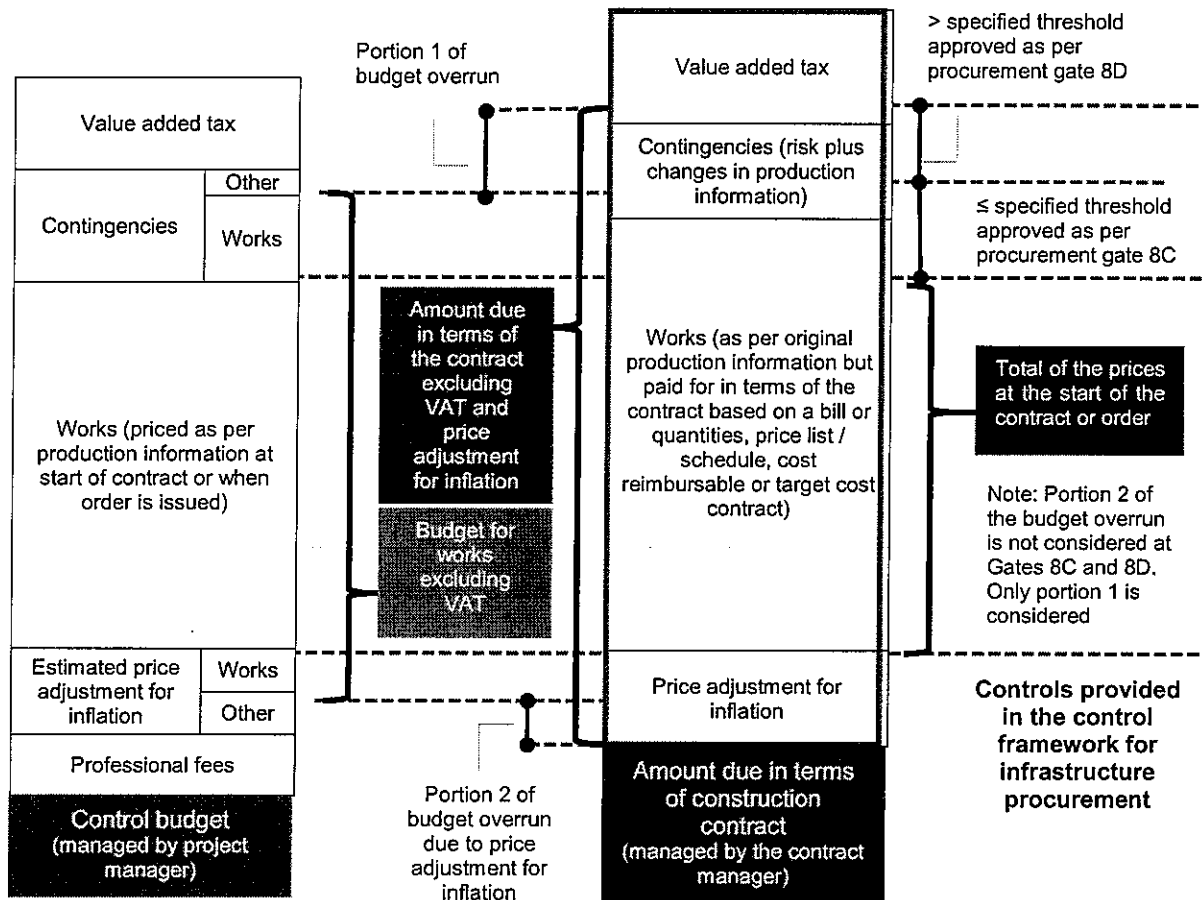 Value added tax
Other
Contingencies
Works
Works (priced as per
production information at
start of contract or when
order is issued)
Estimated price
adjustment for
inflation
Works
Other
Professional fees
Control budget
(managed by project
manager)
Portion 1 of
budget overrun
Amount due
in terms of
the contract
excluding
VAT and
price
adjustment
for inflation
Budget for
works
excluding
VAT
Portion 2 of
budget overrun
due to price
adjustment for
inflation
Value added tax
Contingencies (risk plus
changes in production
information)
Works (as per original
production information but
paid for in terms of the
contract based on a bill or
quantities, price list /
schedule, cost
reimbursable or target cost
contract)
Price adjustment for
inflation
Amount due in terms
of construction
contract
(managed by the contract
manager)
> specified threshold
approved as per
procurement gate 8D
≤ specified threshold
approved as per
procurement gate 8C
Total of the prices
at the start of the
contract or order
Note: Portion 2 of
the budget overrun
is not considered at
Gates 8C and 8D.
Only portion 1 is
considered
Controls provided
in the control
framework for
infrastructure
procurement